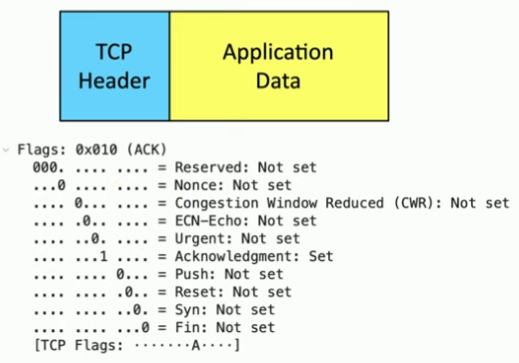 TCP
Header
Application
Data
Flags: 0x010 (ACK)
000. .... .... = Reserved: Not set
...0 .... .... = Nonce: Not set
.... 0... .... = Congestion Window Reduced (CWR): Not set
.... .0.. .... = ECN-Echo: Not set
.... ..0. .... = Urgent: Not set
.... ...1 .... = Acknowledgment: Set
.... .... 0... = Push: Not set
.... .... .0.. = Reset: Not set
.... .... ..0. = Syn: Not set
.... .... ...0 = Fin: Not set
[TCP Flags: ·······A····]